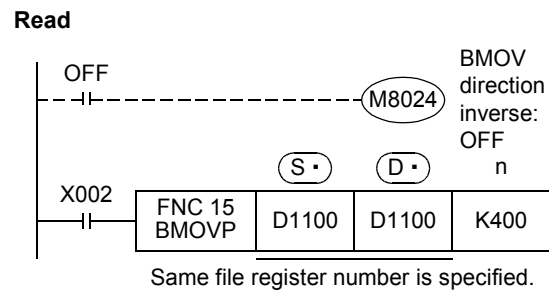 Read
OFF
M8024
BMOV
direction
inverse:
OFF
S· D· n
X002
FNC 15
BMOVP
D1100 D1100 K400
Same file register number is specified.